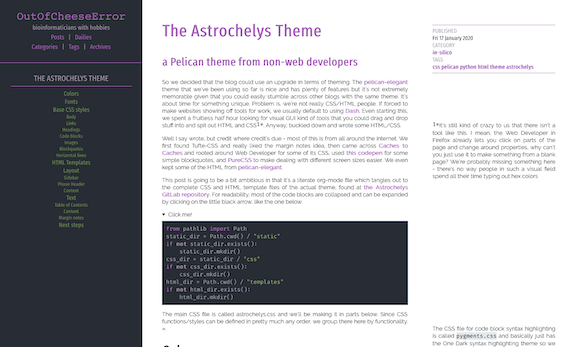 OutOfCheeseError
bioinformaticians with hobbies
Posts | Dailies
Categories | Tags | Archives
THE ASTROCHELYS THEME
Colors
Fonts
Base CSS styles
Body
Links
Headings
Code blocks
Images
Blockquotes
Horizontal lines
HTML Templates
Layout
Sidebar
Phone Header
Content
Text
Table of Contents
Content
Margin notes
Next steps
The Astrochelys Theme
a Pelican theme from non-web developers
So we decided that the blog could use an upgrade in terms of theming. The pelican-elegant
theme that we've been using so far is nice and has plenty of features but it's not extremely
memorable given that you could easily stumble across other blogs with the same theme. It's
about time for something unique. Problem is, we're not really CSS/HTML people. If forced to
make websites showing off tools for work, we usually default to using Dash. Even starting this,
we spent a fruitless half hour looking for visual GUI kind of tools that you could drag and drop
stuff into and spit out HTML and CSS. Anyway, buckled down and wrote some HTML/CSS.
Well I say wrote, but credit where credit's due - most of this is from all around the Internet. We
first found Tufte-CSS and really liked the margin notes idea, then came across Caches to
Caches and rooted around Web Developer for some of its CSS, used this codepen for some
simple blockquotes, and PureCSS to make dealing with different screen sizes easier. We even
kept some of the HTML from pelican-elegant.
This post is going to be a bit ambitious in that it's a literate org-mode file which tangles out to
the complete CSS and HTML template files of the actual theme, found at the Astrochelys
GitLab repository. For readability, most of the code blocks are collapsed and can be expanded
by clicking on the little black arrow, like the one below.
▼ Click me!
from pathlib import Path
static_dir = Path.cwd() / "static"
if not static_dir.exists():
static_dir.mkdir()
css_dir = static_dir / "css"
if not css_dir.exists():
css_dir.mkdir()
html_dir = Path.cwd() / "templates"
if not html_dir.exists():
html_dir.mkdir()
The main CSS file is called astrochelys.css and we'll be making it in parts below. Since CSS
functions/styles can be defined in pretty much any order, we group them here by functionality.
PUBLISHED
Fri 17 January 2020
CATEGORY
in-silico
TAGS
css pelican python html theme astrochelys
It's still kind of crazy to us that there isn't a
tool like this. I mean, the Web Developer in
Firefox already lets you click on parts of the
page and change around properties, why can't
you just use it to make something from a blank
page? We're probably missing something here
- there's no way people in such a visual field
spend all their time typing out hex colors.
The CSS file for code block syntax highlighting
is called pygments.css and basically just has
the One Dark syntax highlighting theme so we